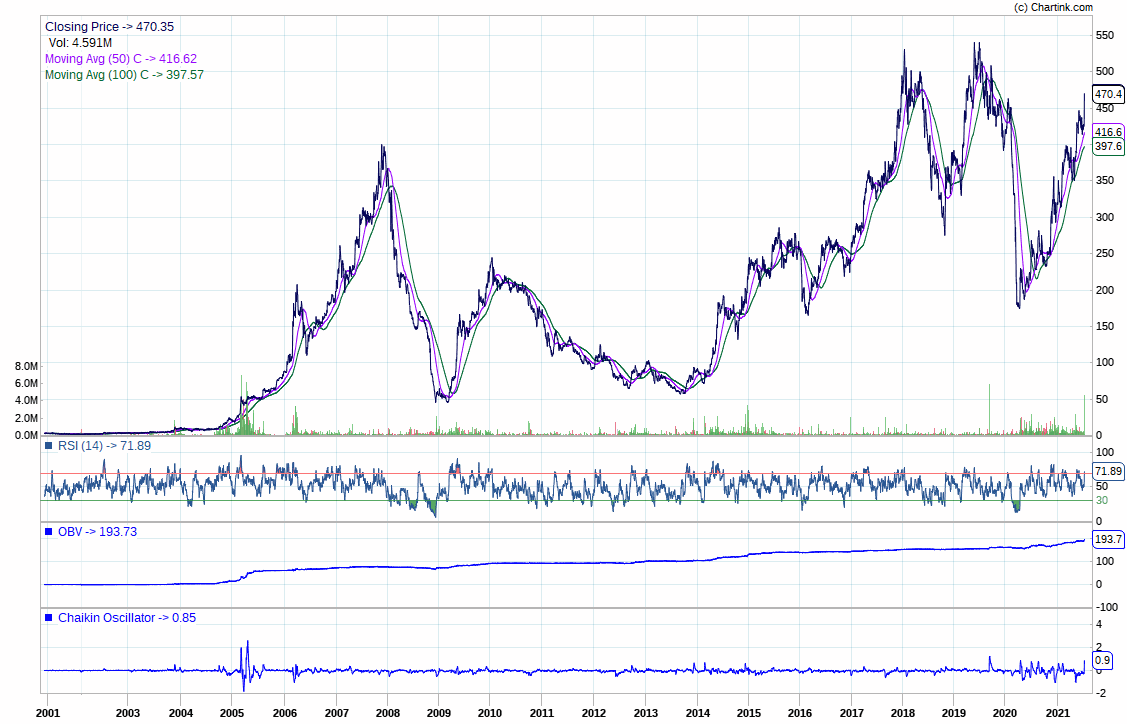 (c) Chartink.com
Closing Price -> 470.35
Vol: 4.591M
Moving Avg (50) C -> 416.62
Moving Avg (100) C -> 397.57
550
500
470.4
450
416.6
397.6
350
300
250
200
150
100
50
0
8.0M
6.0M
4.0M
2.0M
0.0M
RSI (14) -> 71.89
100
71.89
50
30
0
OBV -> 193.73
193.7
100
0
-100
Chaikin Oscillator -> 0.85
4
2
0.9
0
-2
2001 2003 2004 2005 2006 2007 2008 2009 2010 2011 2012 2013 2014 2015 2016 2017 2018 2019 2020 2021